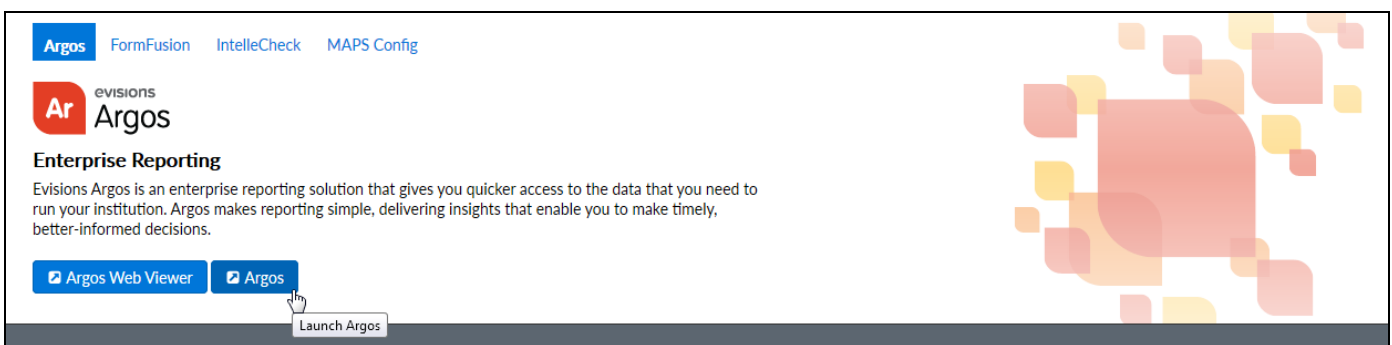 Argos FormFusion IntelleCheck MAPS Config
Ar evisions
Argos
Enterprise Reporting
Evisions Argos is an enterprise reporting solution that gives you quicker access to the data that you need to
run your institution. Argos makes reporting simple, delivering insights that enable you to make timely,
better-informed decisions.
Argos Web Viewer Argos
Launch Argos